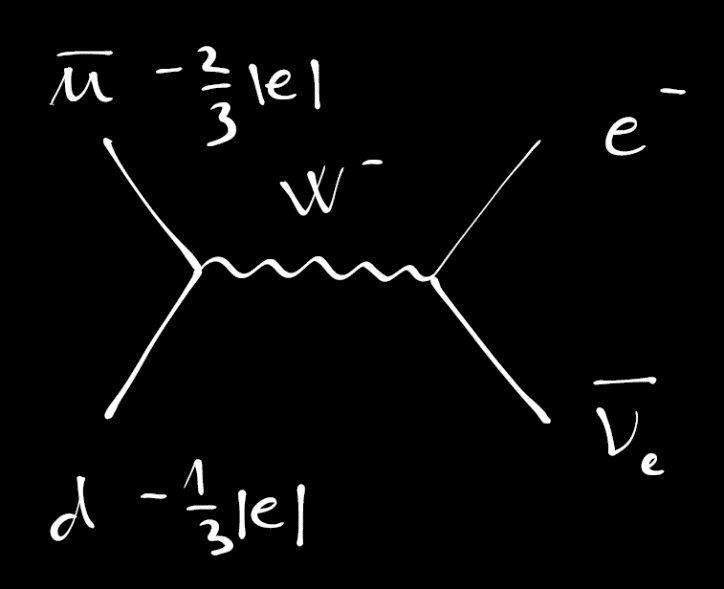 ū -2/3 |e|
e⁻
W⁻
ν̄ₑ
d -1/3 |e|